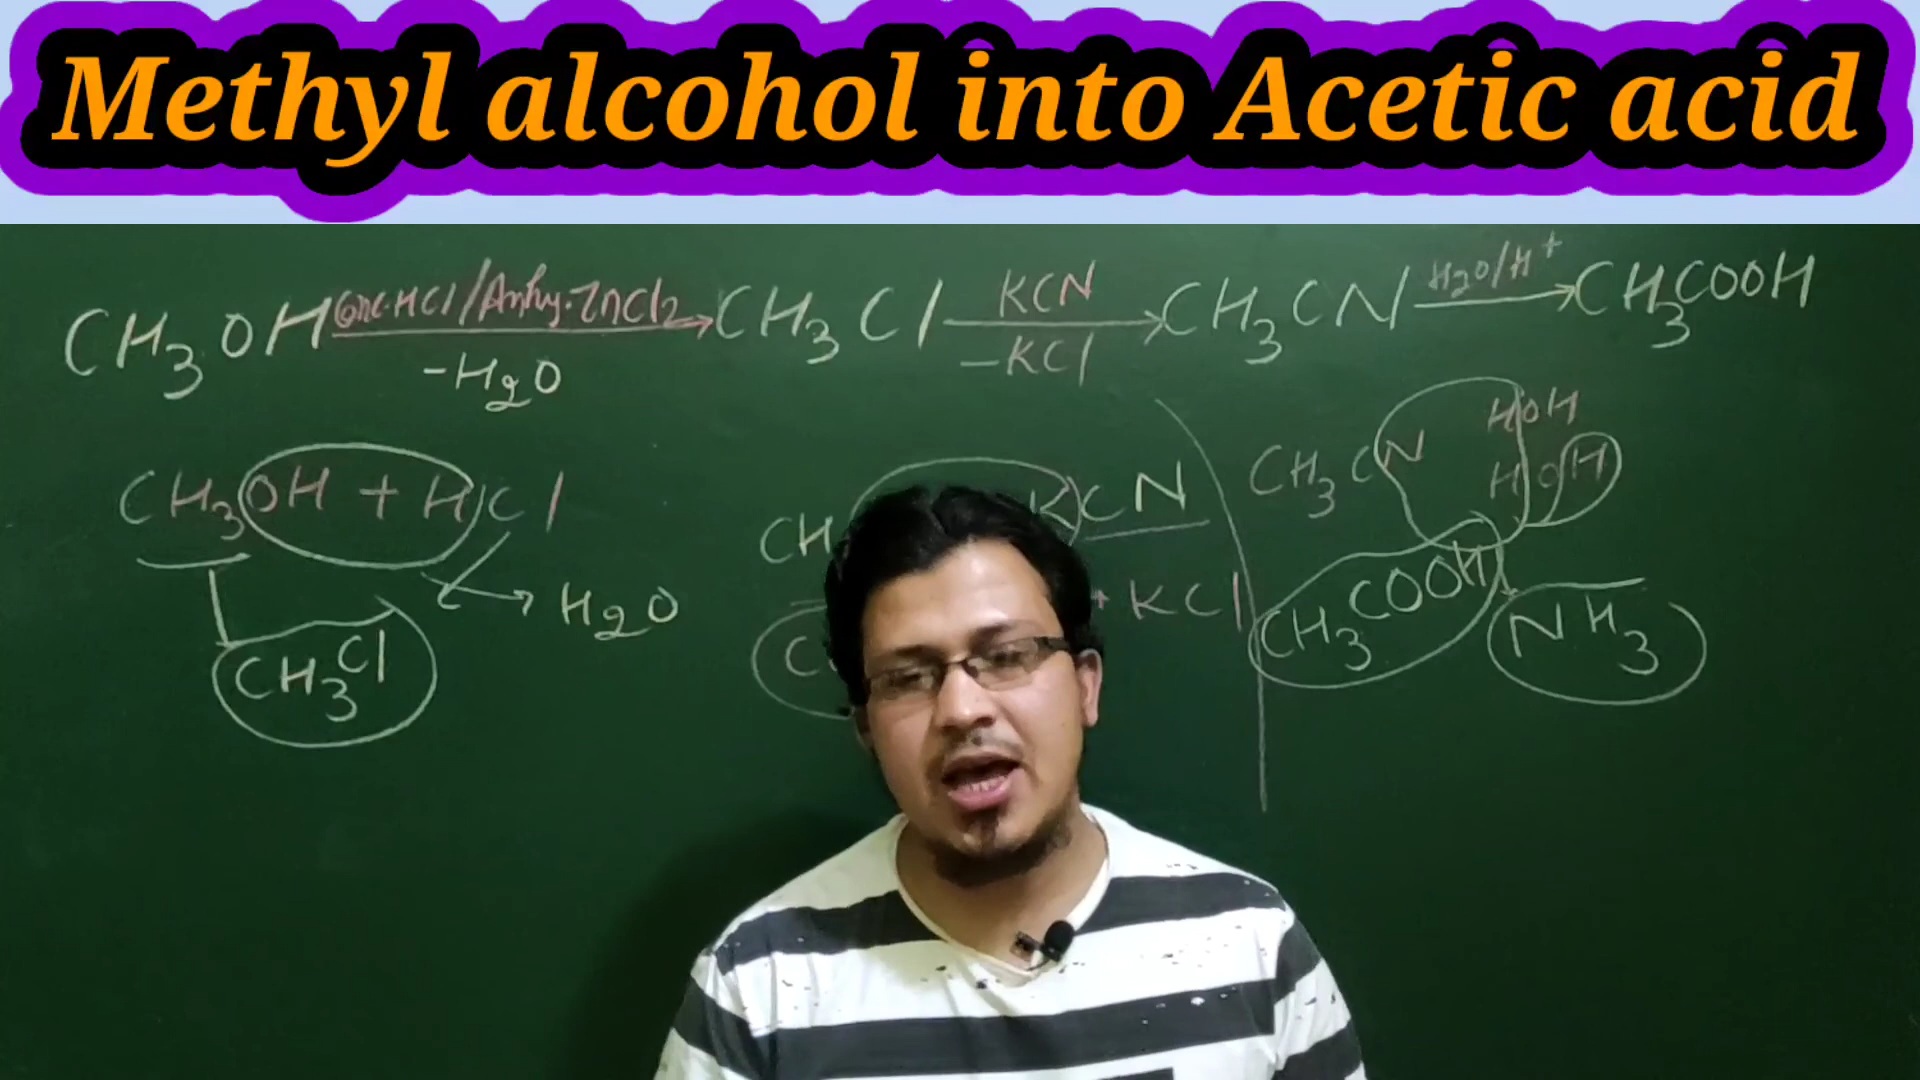 Methyl alcohol into Acetic acid
CH3OH Conc.HCl/Anhy.ZnCl2 CH3Cl KCN CH3CN H2O/H+ CH3COOH
-H2O -KCl
CH3OH + HCl
H2O
CH3Cl
KCN
CH
+ KCl
CH3CN HOH
HOH
CH3COOH
NH3